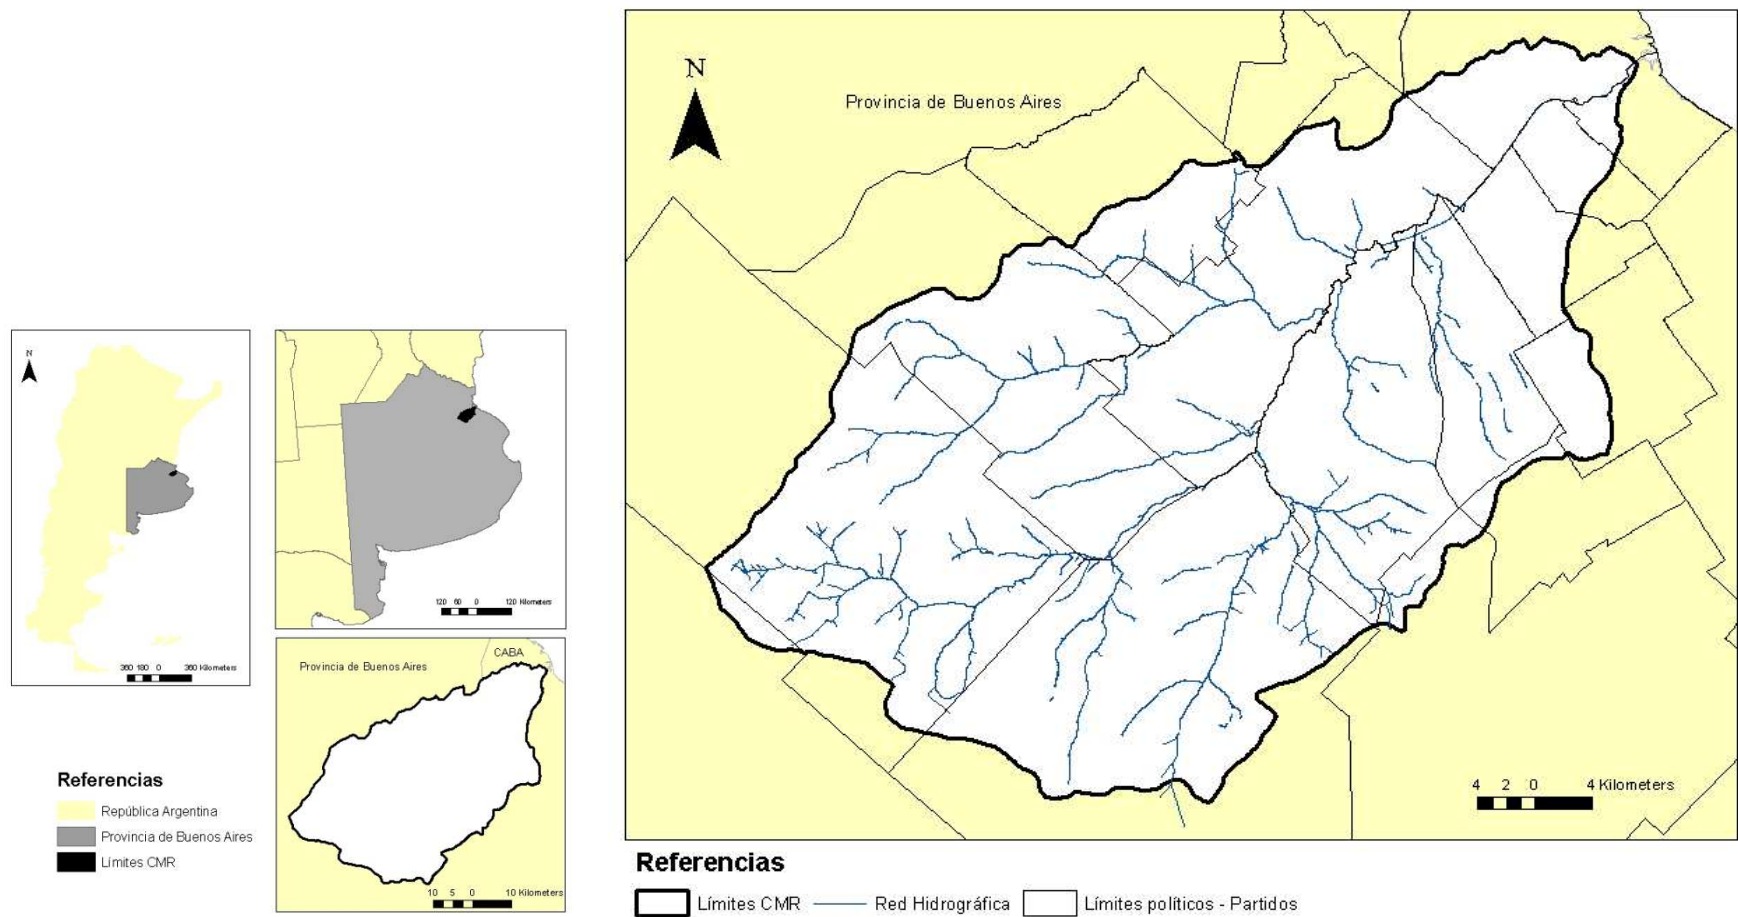 N
360 180 0 360 Kilometers
120 60 0 120 Kilometers
CABA
Provincia de Buenos Aires
10 5 0 10 Kilometers
Referencias
República Argentina
Provincia de Buenos Aires
Límites CMR
N
Provincia de Buenos Aires
4 2 0 4 Kilometers
Referencias
Límites CMR Red Hidrográfica Límites políticos - Partidos